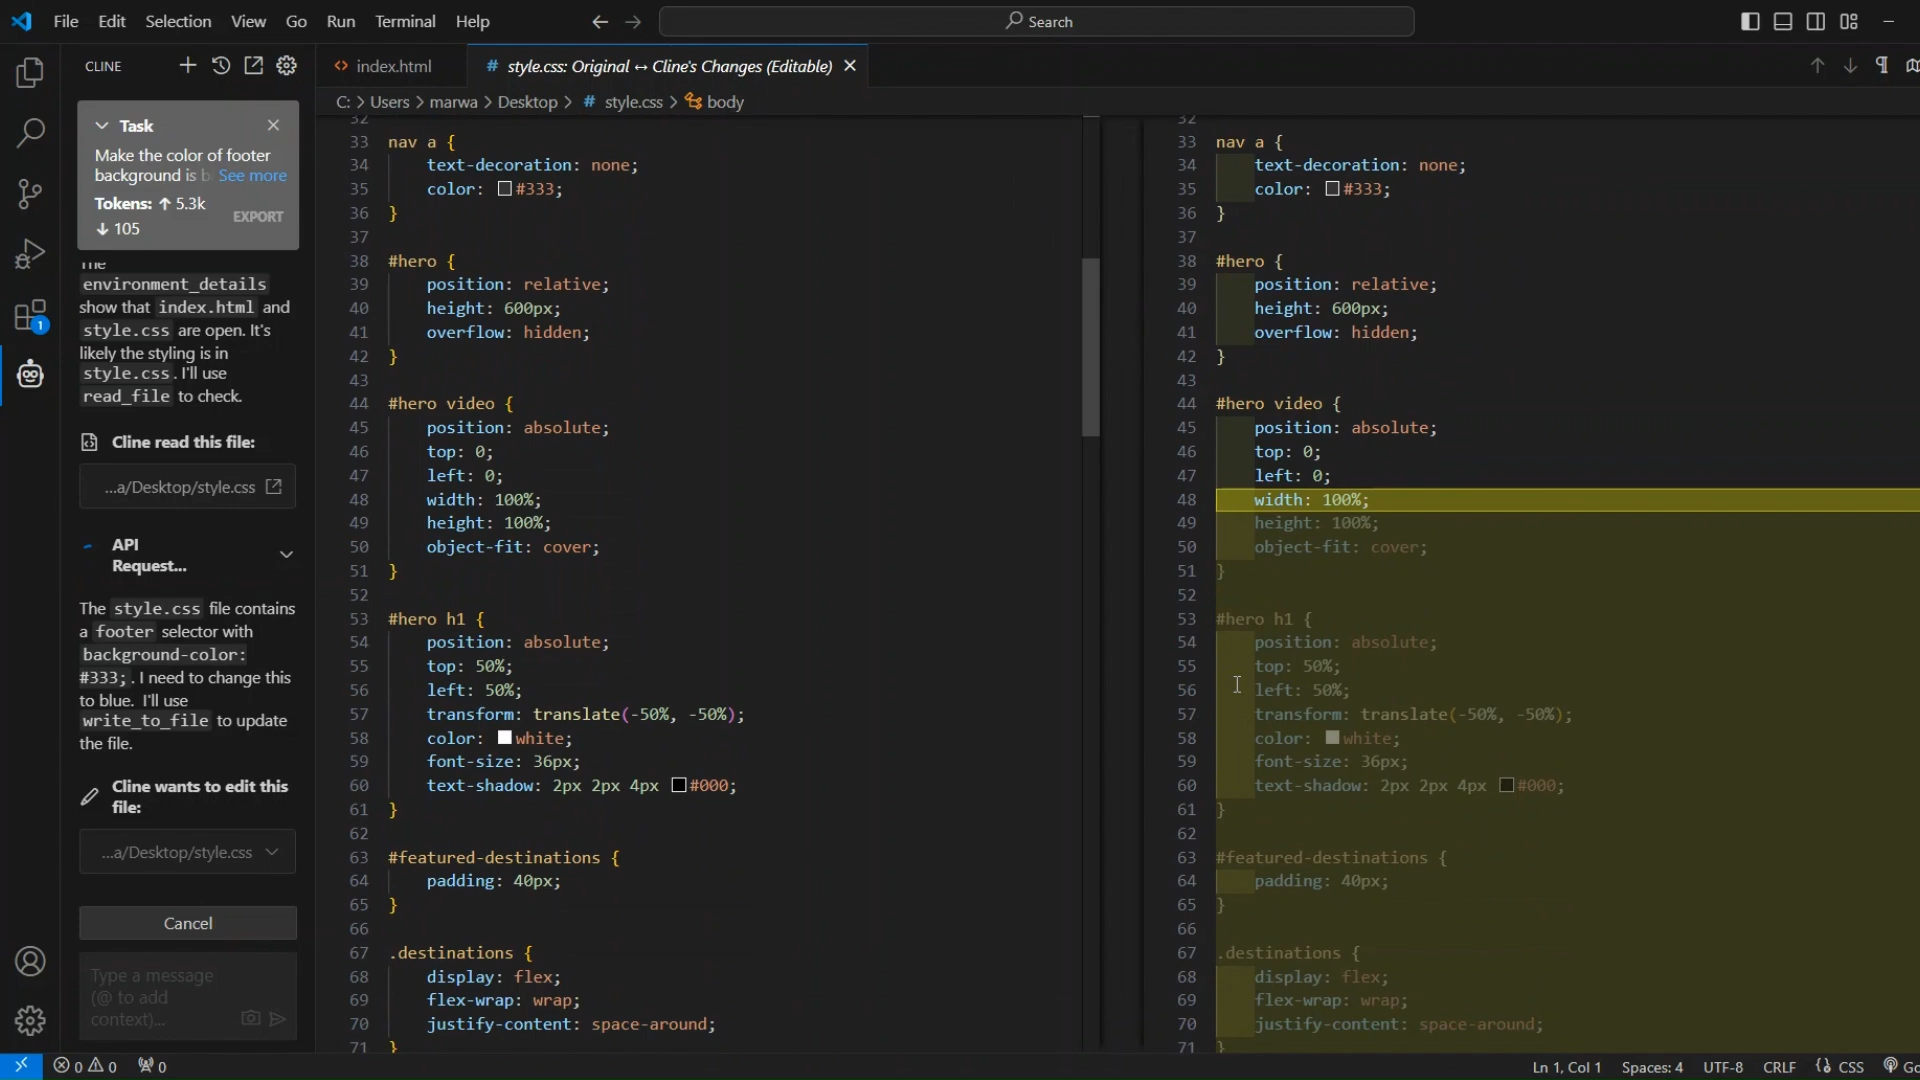 File Edit Selection View Go Run Terminal Help
Search
CLINE
index.html
style.css: Original ↔ Cline's Changes (Editable)
C: > Users > marwa > Desktop > # style.css > body
Task
Make the color of footer
background is b See more
Tokens: ↑ 5.3k
↓ 105
EXPORT
The
environment_details
show that index.html and
style.css are open. It's
likely the styling is in
style.css. I'll use
read_file to check.
Cline read this file:
...a/Desktop/style.css
API
Request...
The style.css file contains
a footer selector with
background-color:
#333;. I need to change this
to blue. I'll use
write_to_file to update
the file.
Cline wants to edit this
file:
...a/Desktop/style.css
Cancel
Type a message
(@ to add
context)...
1
32
33 nav a {
34 text-decoration: none;
35 color: #333;
36 }
37
38 #hero {
39 position: relative;
40 height: 600px;
41 overflow: hidden;
42 }
43
44 #hero video {
45 position: absolute;
46 top: 0;
47 left: 0;
48 width: 100%;
49 height: 100%;
50 object-fit: cover;
51 }
52
53 #hero h1 {
54 position: absolute;
55 top: 50%;
56 left: 50%;
57 transform: translate(-50%, -50%);
58 color: white;
59 font-size: 36px;
60 text-shadow: 2px 2px 4px #000;
61 }
62
63 #featured-destinations {
64 padding: 40px;
65 }
66
67 .destinations {
68 display: flex;
69 flex-wrap: wrap;
70 justify-content: space-around;
71 }
32
33 nav a {
34 text-decoration: none;
35 color: #333;
36 }
37
38 #hero {
39 position: relative;
40 height: 600px;
41 overflow: hidden;
42 }
43
44 #hero video {
45 position: absolute;
46 top: 0;
47 left: 0;
48 width: 100%;
49 height: 100%;
50 object-fit: cover;
51 }
52
53 #hero h1 {
54 position: absolute;
55 top: 50%;
56 left: 50%;
57 transform: translate(-50%, -50%);
58 color: white;
59 font-size: 36px;
60 text-shadow: 2px 2px 4px #000;
61 }
62
63 #featured-destinations {
64 padding: 40px;
65 }
66
67 .destinations {
68 display: flex;
69 flex-wrap: wrap;
70 justify-content: space-around;
71 }
0 0 0 Ln 1, Col 1 Spaces: 4 UTF-8 CRLF {} CSS Go